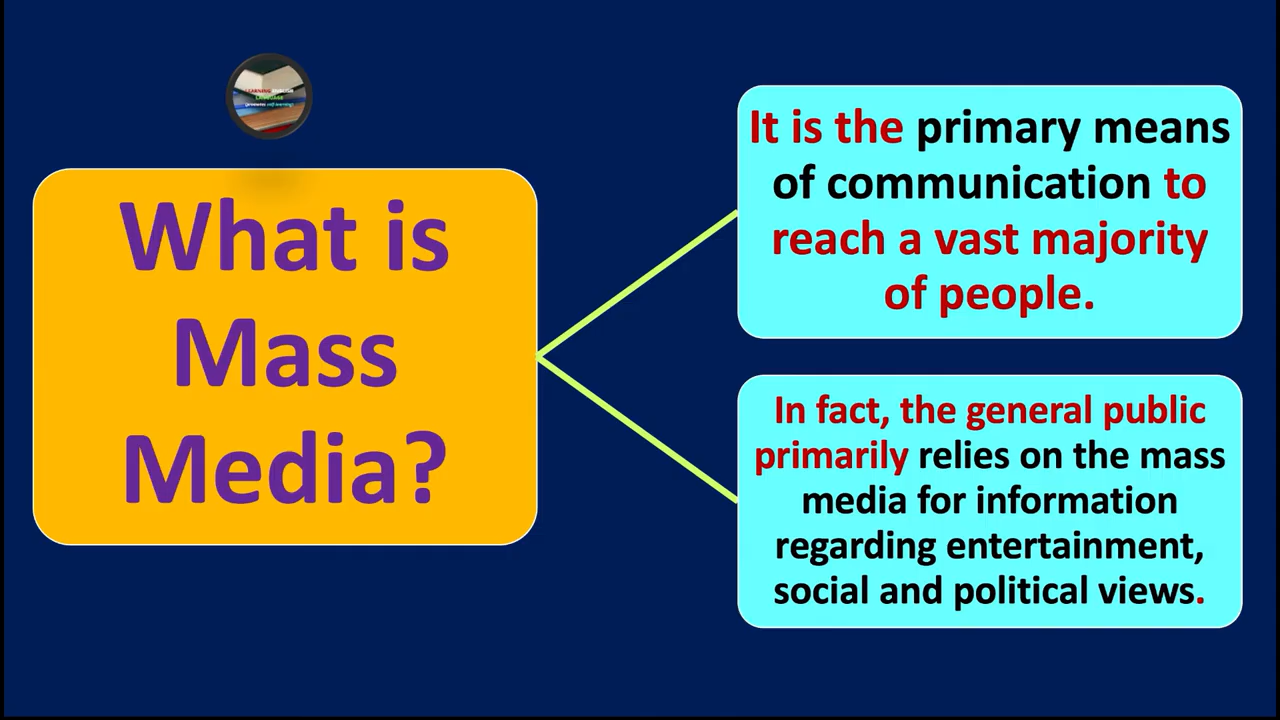 What is
Mass
Media?
It is the primary means
of communication to
reach a vast majority
of people.
In fact, the general public
primarily relies on the mass
media for information
regarding entertainment,
social and political views.